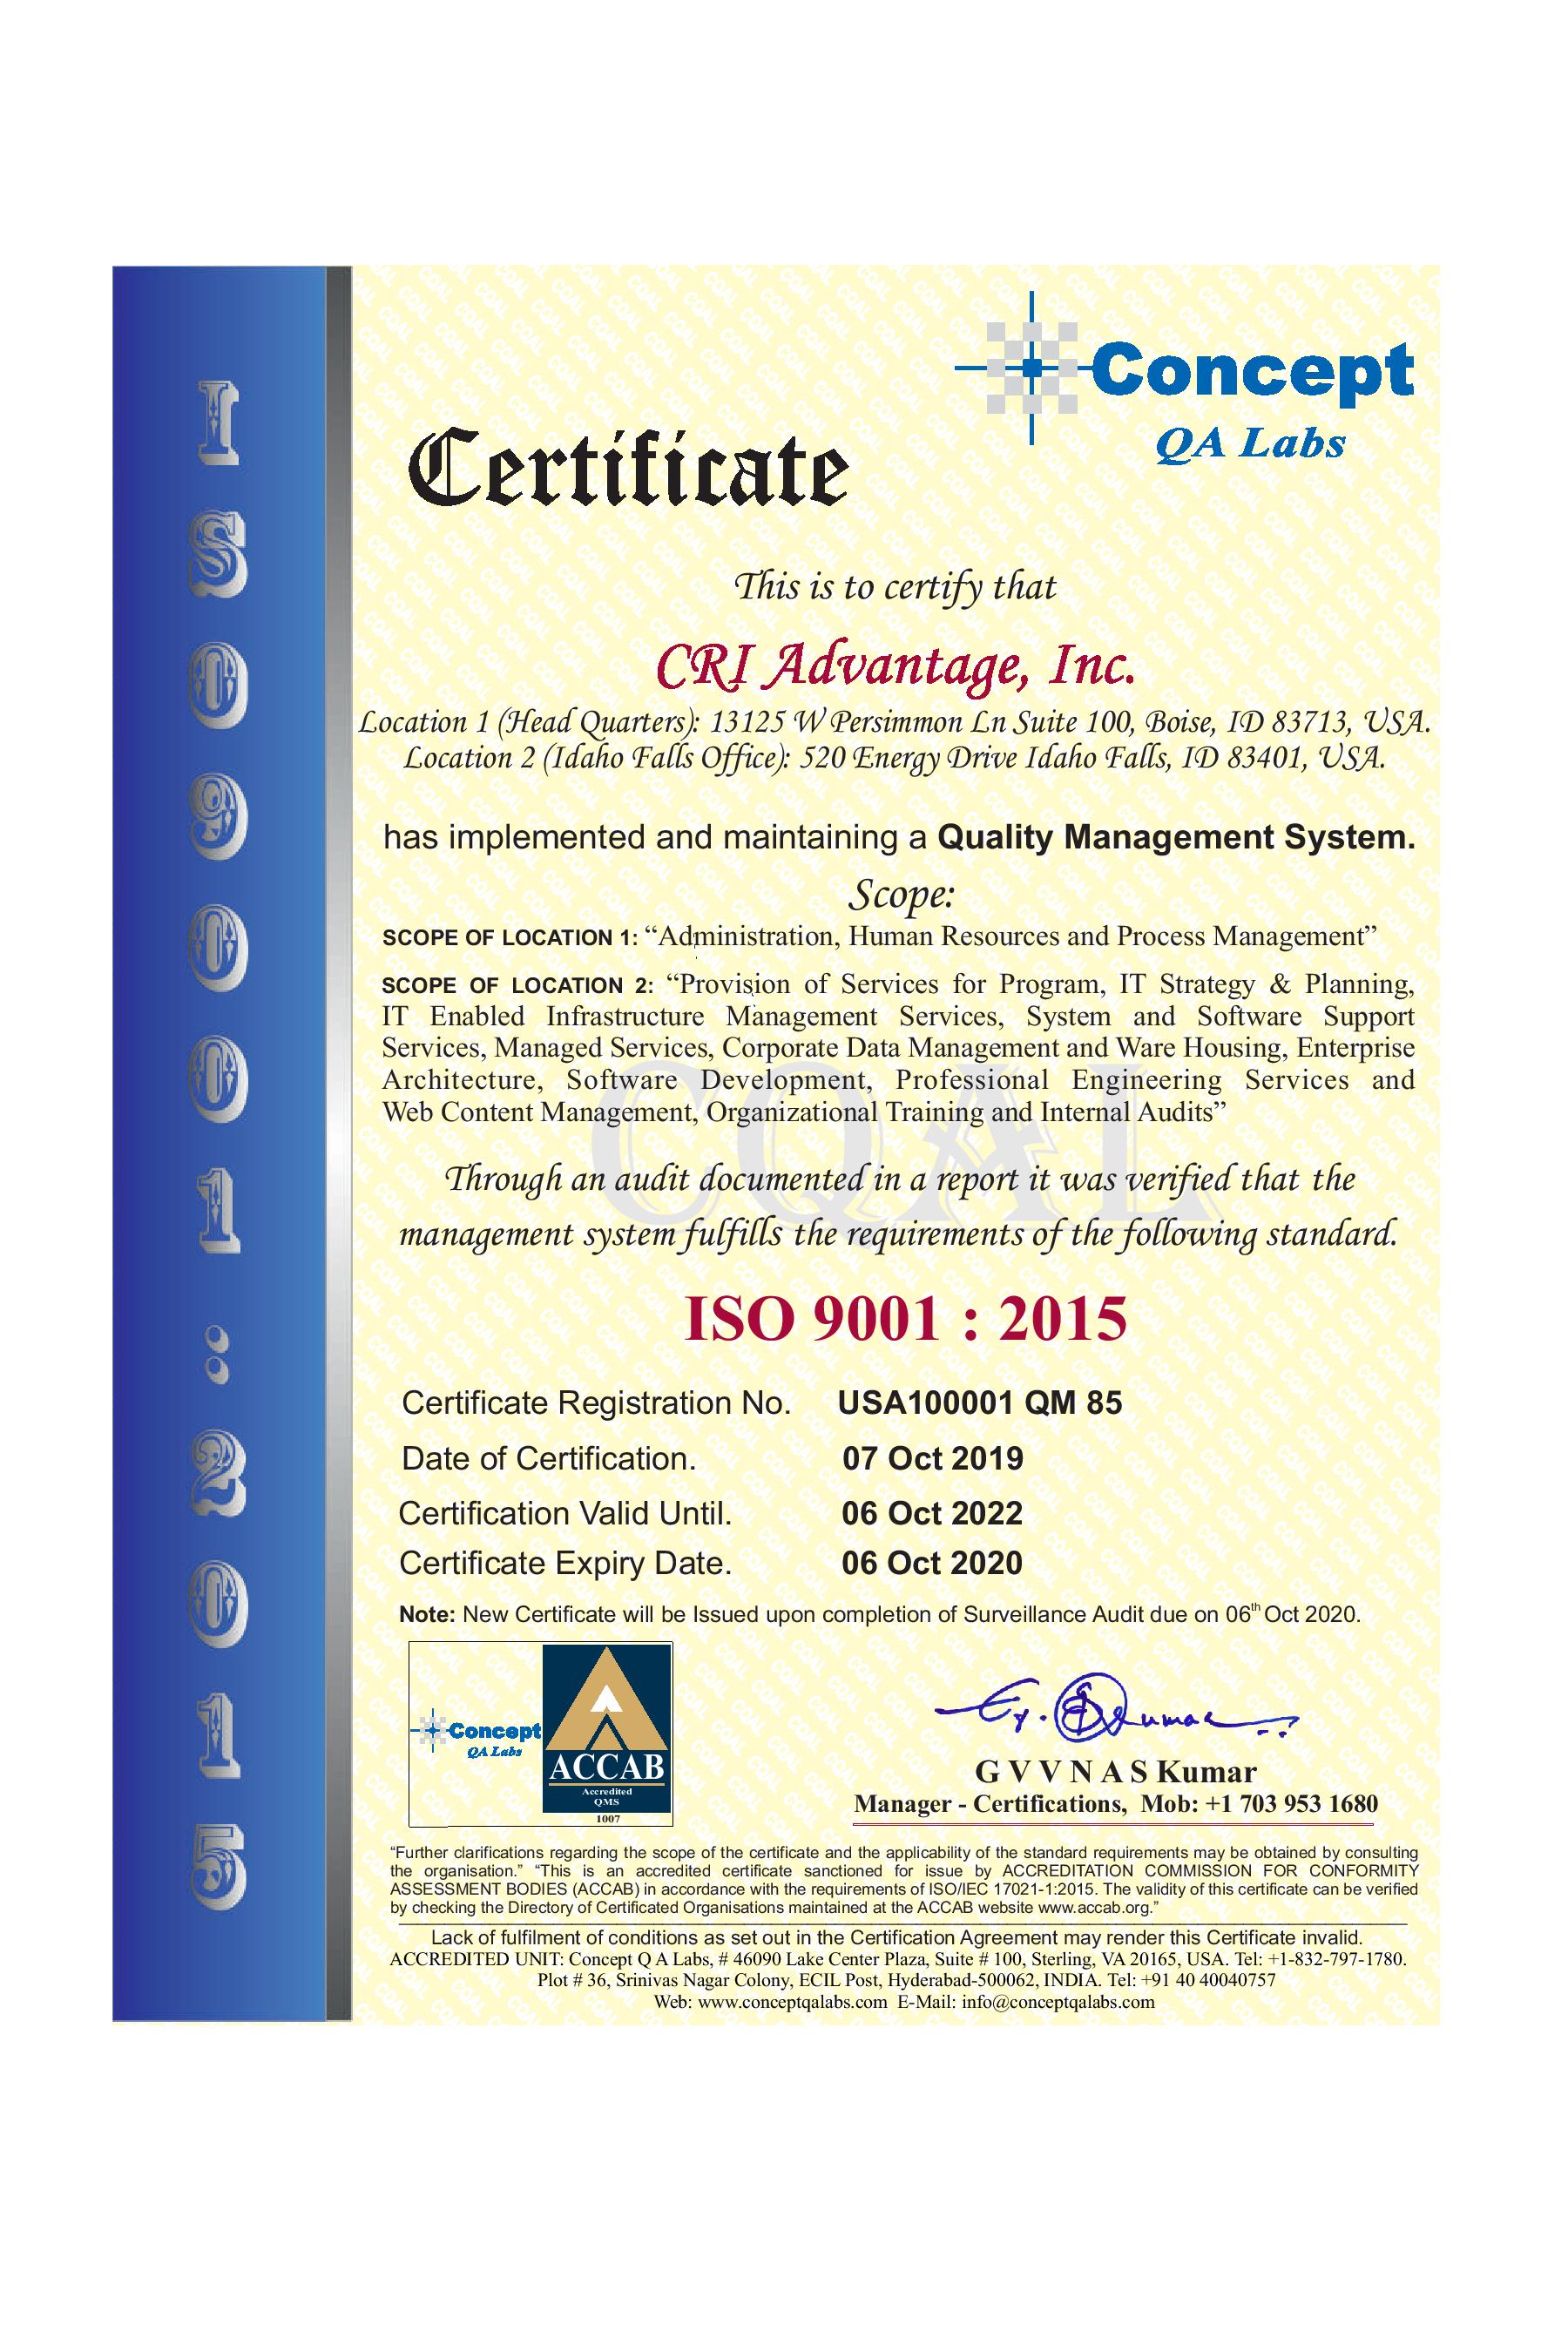 ISO 9001:2015
Concept
QA Labs
Certificate
This is to certify that
CRI Advantage, Inc.
Location 1 (Head Quarters): 13125 W Persimmon Ln Suite 100, Boise, ID 83713, USA.
Location 2 (Idaho Falls Office): 520 Energy Drive Idaho Falls, ID 83401, USA.
has implemented and maintaining a Quality Management System.
Scope:
SCOPE OF LOCATION 1: “Administration, Human Resources and Process Management”
SCOPE OF LOCATION 2: “Provision of Services for Program, IT Strategy & Planning,
IT Enabled Infrastructure Management Services, System and Software Support
Services, Managed Services, Corporate Data Management and Ware Housing, Enterprise
Architecture, Software Development, Professional Engineering Services and
Web Content Management, Organizational Training and Internal Audits”
CQAL
Through an audit documented in a report it was verified that the
management system fulfills the requirements of the following standard.
ISO 9001 : 2015
Certificate Registration No. USA100001 QM 85
Date of Certification. 07 Oct 2019
Certification Valid Until. 06 Oct 2022
Certificate Expiry Date. 06 Oct 2020
Note: New Certificate will be Issued upon completion of Surveillance Audit due on 06th Oct 2020.
Concept
QA Labs
ACCAB
Accredited
QMS
1007
G V V N A S Kumar
Manager - Certifications, Mob: +1 703 953 1680
“Further clarifications regarding the scope of the certificate and the applicability of the standard requirements may be obtained by consulting
the organisation.” “This is an accredited certificate sanctioned for issue by ACCREDITATION COMMISSION FOR CONFORMITY
ASSESSMENT BODIES (ACCAB) in accordance with the requirements of ISO/IEC 17021-1:2015. The validity of this certificate can be verified
by checking the Directory of Certificated Organisations maintained at the ACCAB website www.accab.org.”
Lack of fulfilment of conditions as set out in the Certification Agreement may render this Certificate invalid.
ACCREDITED UNIT: Concept Q A Labs, # 46090 Lake Center Plaza, Suite # 100, Sterling, VA 20165, USA. Tel: +1-832-797-1780.
Plot # 36, Srinivas Nagar Colony, ECIL Post, Hyderabad-500062, INDIA. Tel: +91 40 40040757
Web: www.conceptqalabs.com E-Mail: info@conceptqalabs.com